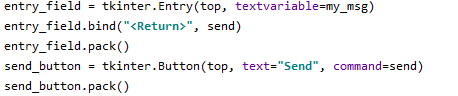 entry_field = tkinter.Entry(top, textvariable=my_msg)
entry_field.bind("<Return>", send)
entry_field.pack()
send_button = tkinter.Button(top, text="Send", command=send)
send_button.pack()